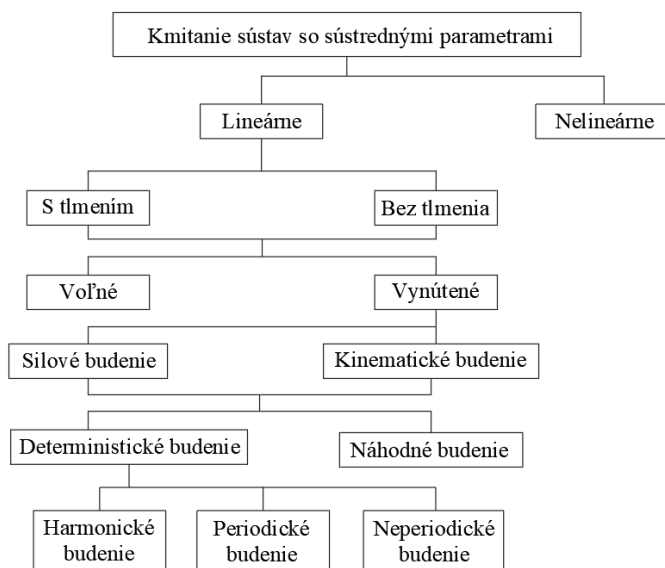 Kmitanie sústav so sústrednými parametrami
Lineárne
Nelineárne
S tlmením
Bez tlmenia
Voľné
Vynútené
Silové budenie
Kinematické budenie
Deterministické budenie
Náhodné budenie
Harmonické
budenie
Periodické
budenie
Neperiodické
budenie